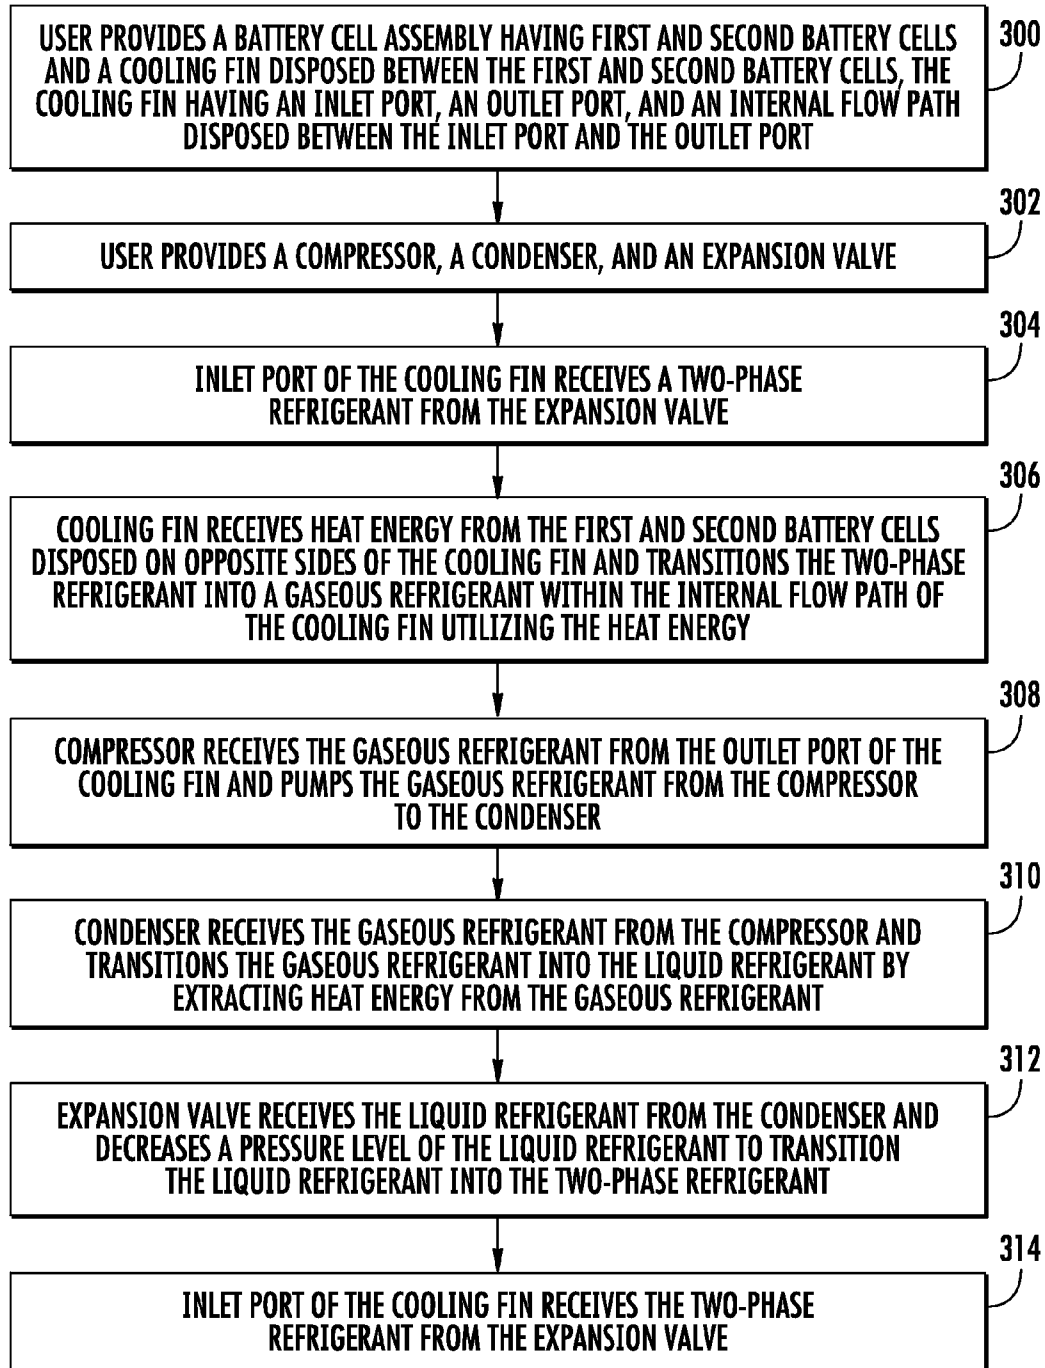 300
USER PROVIDES A BATTERY CELL ASSEMBLY HAVING FIRST AND SECOND BATTERY CELLS
AND A COOLING FIN DISPOSED BETWEEN THE FIRST AND SECOND BATTERY CELLS, THE
COOLING FIN HAVING AN INLET PORT, AN OUTLET PORT, AND AN INTERNAL FLOW PATH
DISPOSED BETWEEN THE INLET PORT AND THE OUTLET PORT
302
USER PROVIDES A COMPRESSOR, A CONDENSER, AND AN EXPANSION VALVE
304
INLET PORT OF THE COOLING FIN RECEIVES A TWO-PHASE
REFRIGERANT FROM THE EXPANSION VALVE
306
COOLING FIN RECEIVES HEAT ENERGY FROM THE FIRST AND SECOND BATTERY CELLS
DISPOSED ON OPPOSITE SIDES OF THE COOLING FIN AND TRANSITIONS THE TWO-PHASE
REFRIGERANT INTO A GASEOUS REFRIGERANT WITHIN THE INTERNAL FLOW PATH OF
THE COOLING FIN UTILIZING THE HEAT ENERGY
308
COMPRESSOR RECEIVES THE GASEOUS REFRIGERANT FROM THE OUTLET PORT OF THE
COOLING FIN AND PUMPS THE GASEOUS REFRIGERANT FROM THE COMPRESSOR
TO THE CONDENSER
310
CONDENSER RECEIVES THE GASEOUS REFRIGERANT FROM THE COMPRESSOR AND
TRANSITIONS THE GASEOUS REFRIGERANT INTO THE LIQUID REFRIGERANT BY
EXTRACTING HEAT ENERGY FROM THE GASEOUS REFRIGERANT
312
EXPANSION VALVE RECEIVES THE LIQUID REFRIGERANT FROM THE CONDENSER AND
DECREASES A PRESSURE LEVEL OF THE LIQUID REFRIGERANT TO TRANSITION
THE LIQUID REFRIGERANT INTO THE TWO-PHASE REFRIGERANT
314
INLET PORT OF THE COOLING FIN RECEIVES THE TWO-PHASE
REFRIGERANT FROM THE EXPANSION VALVE